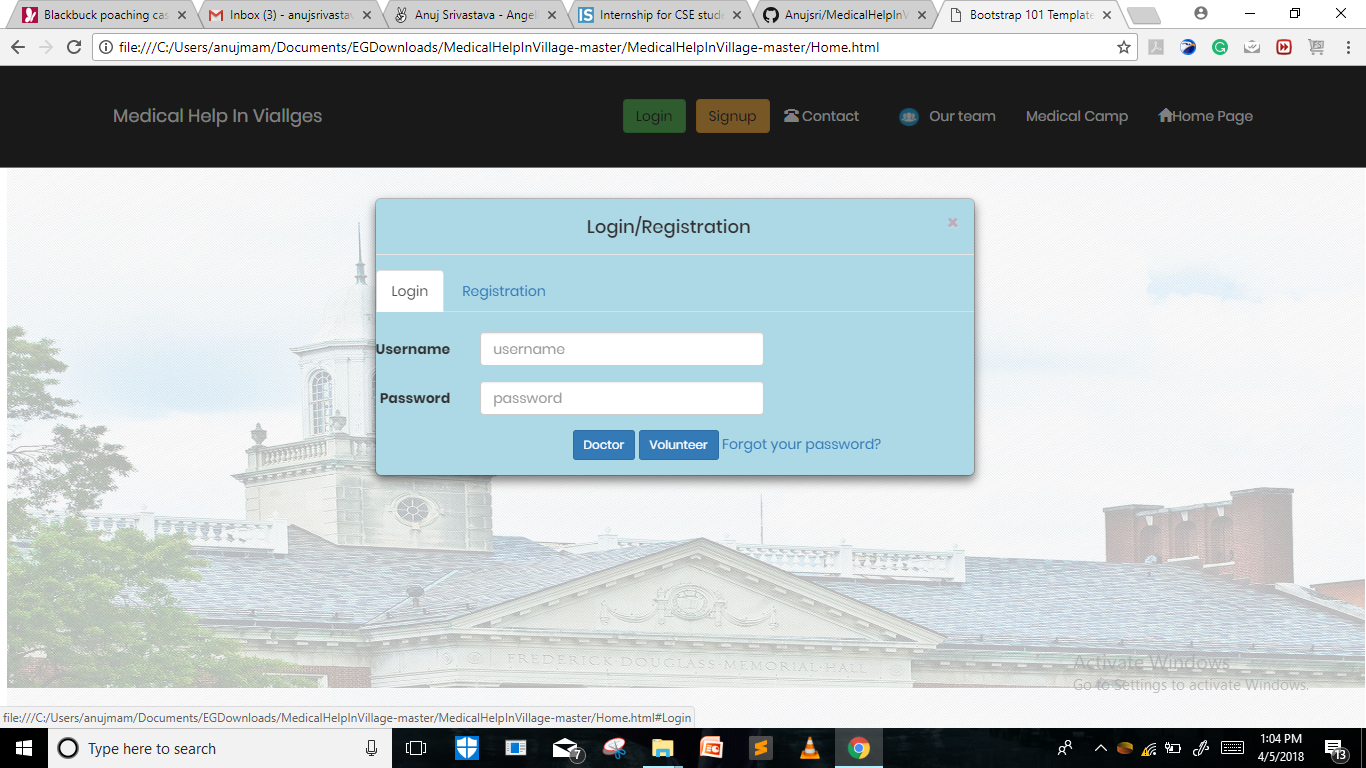 Blackbuck poaching cas
Inbox (3) - anujsrivastav
Anuj Srivastava - Angell
IS Internship for CSE stude
Anujsri/MedicalHelpInV
Bootstrap 101 Template
file:///C:/Users/anujmam/Documents/EGDownloads/MedicalHelpInVillage-master/MedicalHelpInVillage-master/Home.html
Medical Help In Viallges
Login
Signup
Contact
Our team
Medical Camp
Home Page
Login/Registration
×
Login
Registration
Username
username
Password
password
Doctor
Volunteer
Forgot your password?
FREDERICK·DOUGLASS·MEMORIAL·HALL
Activate Windows
Go to Settings to activate Windows.
file:///C:/Users/anujmam/Documents/EGDownloads/MedicalHelpInVillage-master/MedicalHelpInVillage-master/Home.html#Login
Type here to search
7
1:04 PM
4/5/2018
13